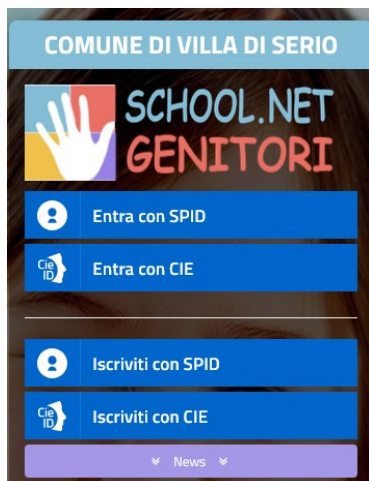 COMUNE DI VILLA DI SERIO
SCHOOL.NET
GENITORI
Entra con SPID
Cie
ID
Entra con CIE
Iscriviti con SPID
Cie
ID
Iscriviti con CIE
News